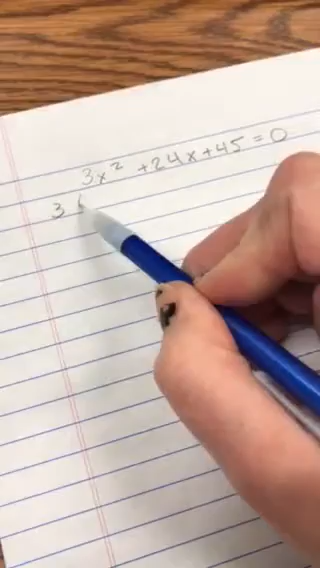 3x² + 24x + 45 = 0
3 (